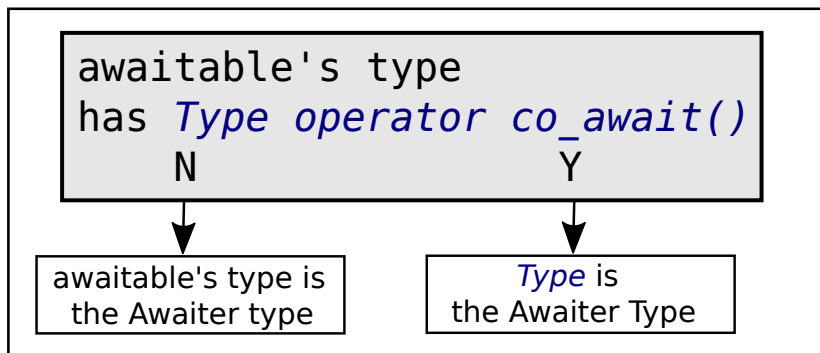 awaitable's type
has Type operator co_await()
N Y
awaitable's type is
the Awaiter type
Type is
the Awaiter Type